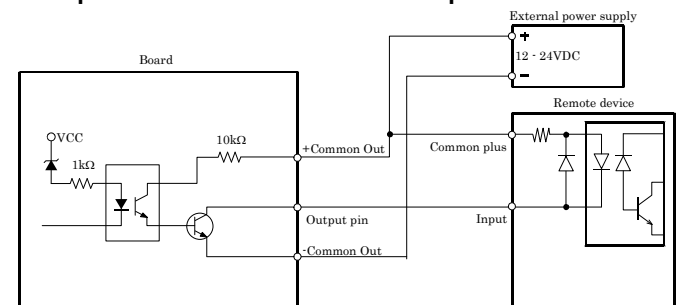 External power supply
+
12 - 24VDC
−
Board
Remote device
VCC
10kΩ
1kΩ
+Common Out
Common plus
Output pin
Input
-Common Out